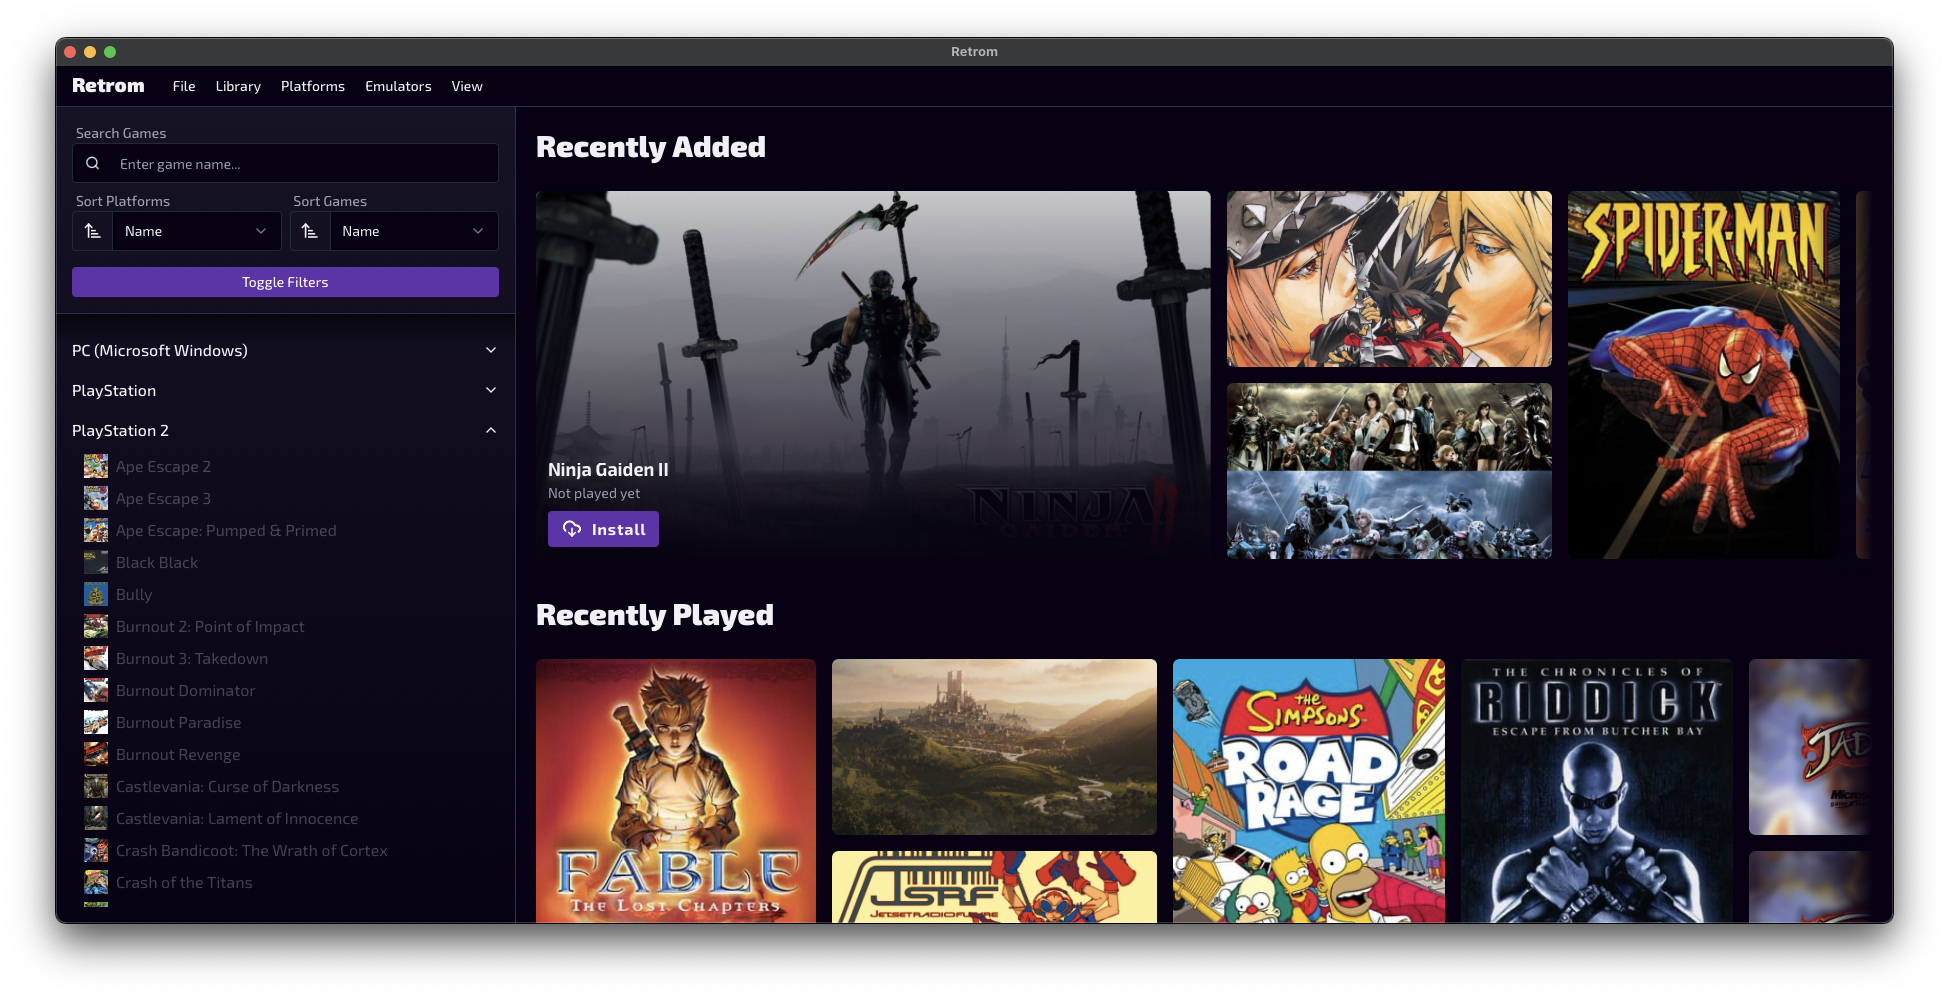 Retrom
Retrom File Library Platforms Emulators View
Search Games
Enter game name...
Sort Platforms Sort Games
Name Name
Toggle Filters
PC (Microsoft Windows)
PlayStation
PlayStation 2
Ape Escape 2
Ape Escape 3
Ape Escape: Pumped & Primed
Black Black
Bully
Burnout 2: Point of Impact
Burnout 3: Takedown
Burnout Dominator
Burnout Paradise
Burnout Revenge
Castlevania: Curse of Darkness
Castlevania: Lament of Innocence
Crash Bandicoot: The Wrath of Cortex
Crash of the Titans
Recently Added
Ninja Gaiden II
Not played yet
Install
NINJA II
GAIDEN
SPIDER-MAN
Recently Played
FABLE
THE LOST CHAPTERS
JSRF
JETSETRADIOFUTURE
THE
SIMPSONS
ROAD
RAGE
THE CHRONICLES OF
RIDDICK
ESCAPE FROM BUTCHER BAY